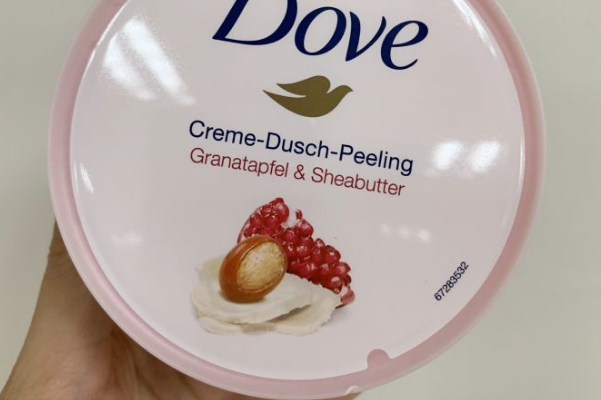 Dove
Creme-Dusch-Peeling
Granatapfel & Sheabutter
67283532